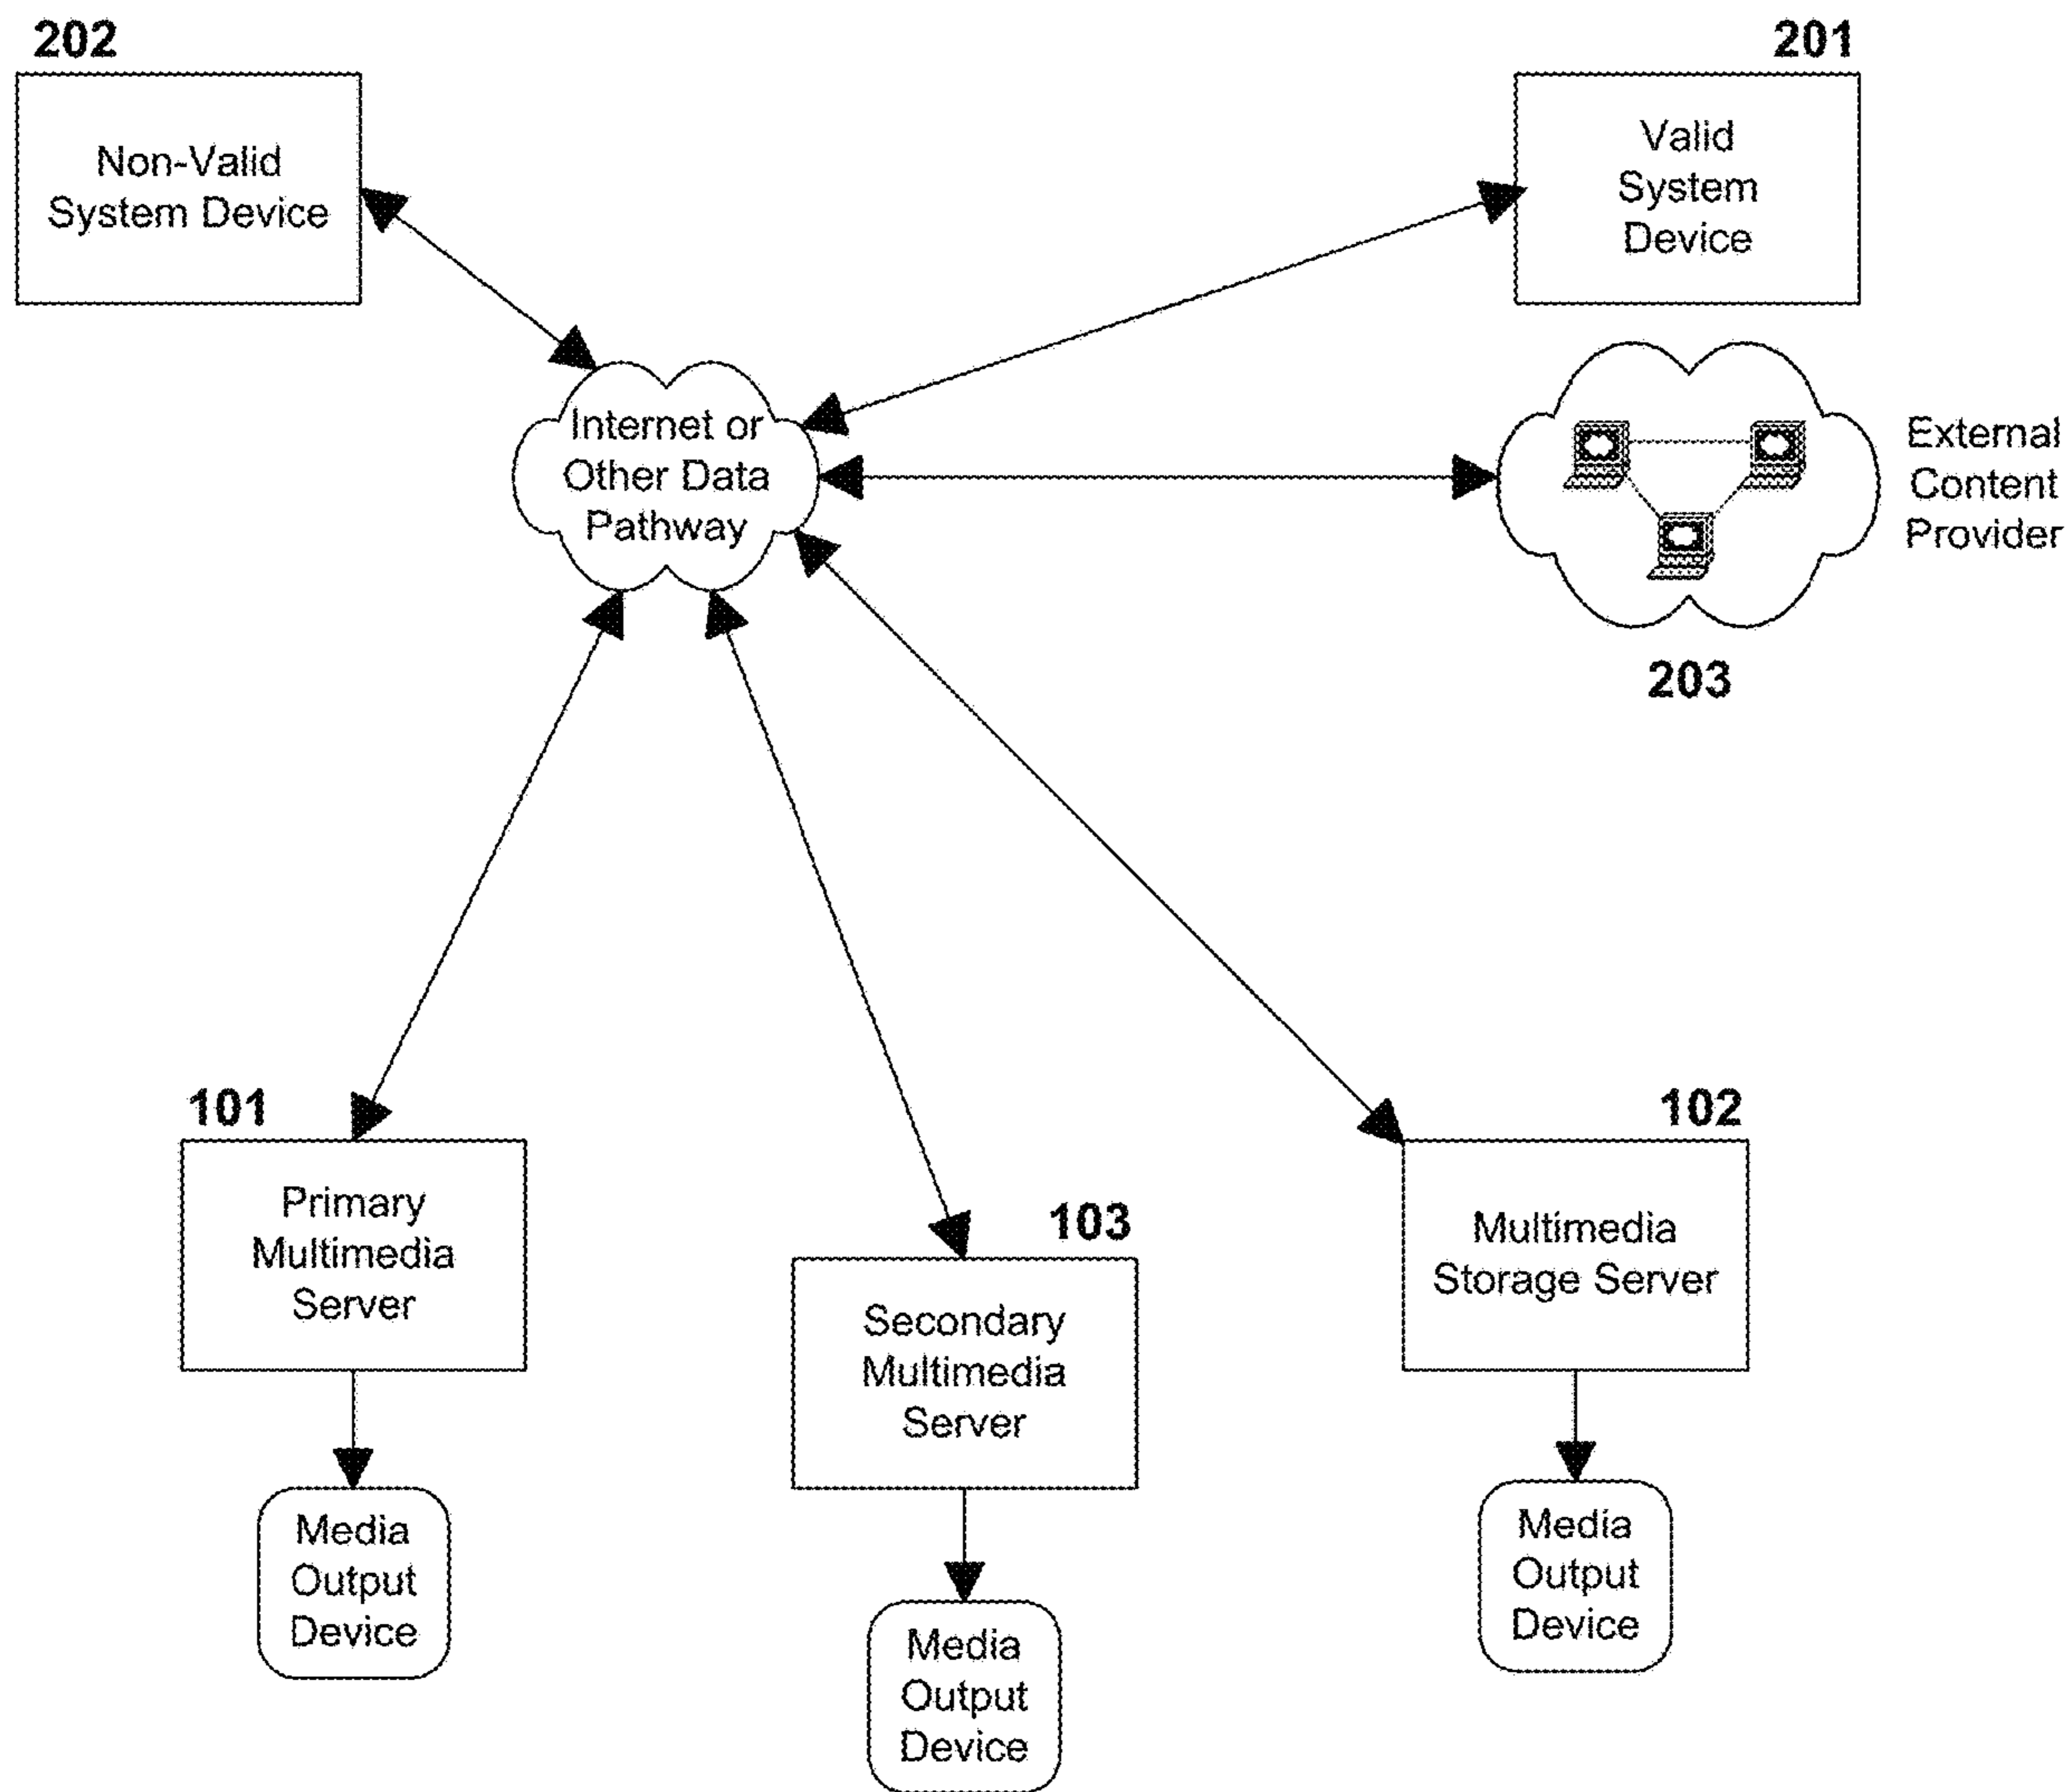 202
Non-Valid
System Device
201
Valid
System
Device
Internet or
Other Data
Pathway
External
Content
Provider
203
101
Primary
Multimedia
Server
103
Secondary
Multimedia
Server
102
Multimedia
Storage Server
Media
Output
Device
Media
Output
Device
Media
Output
Device